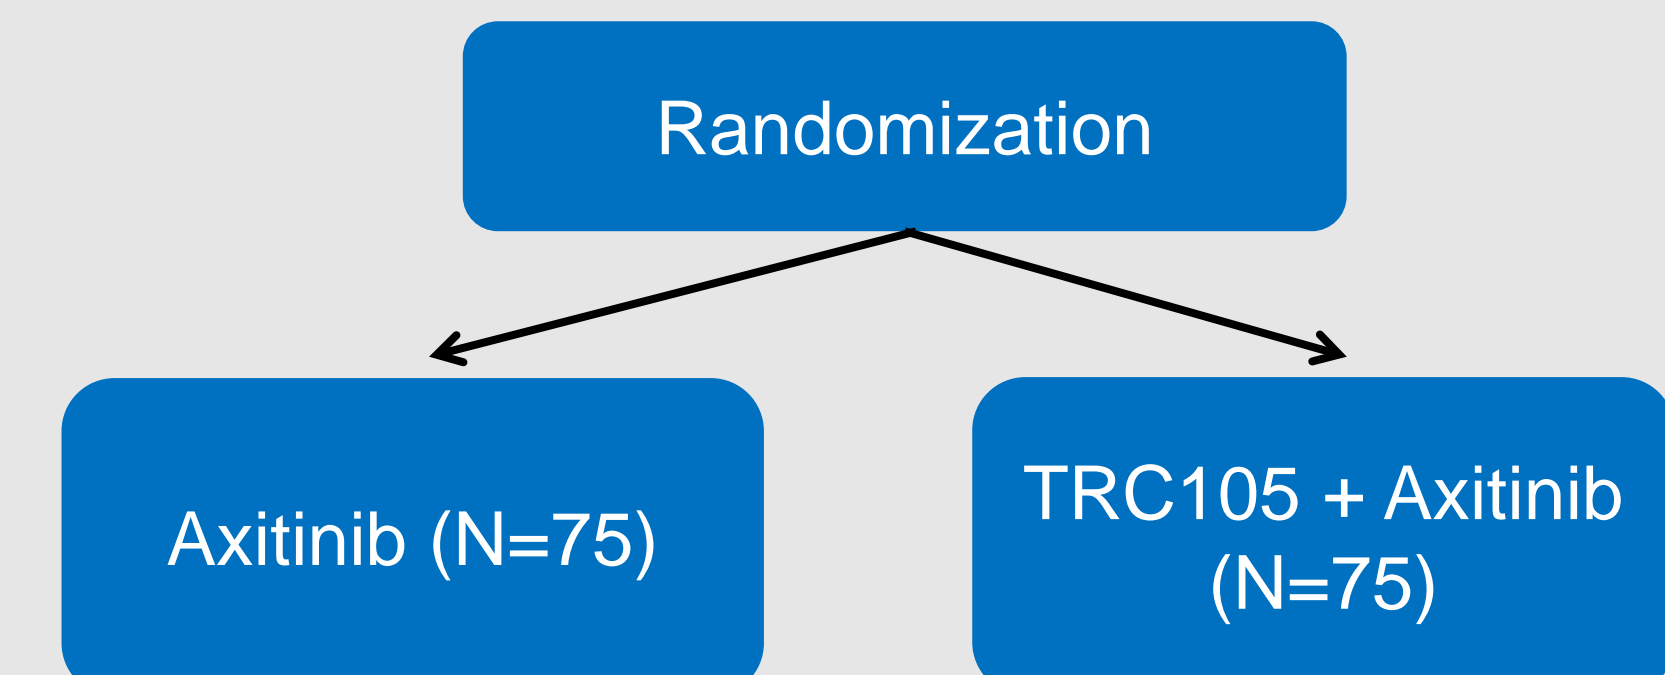 Randomization
Axitinib (N=75)
TRC105 + Axitinib
(N=75)